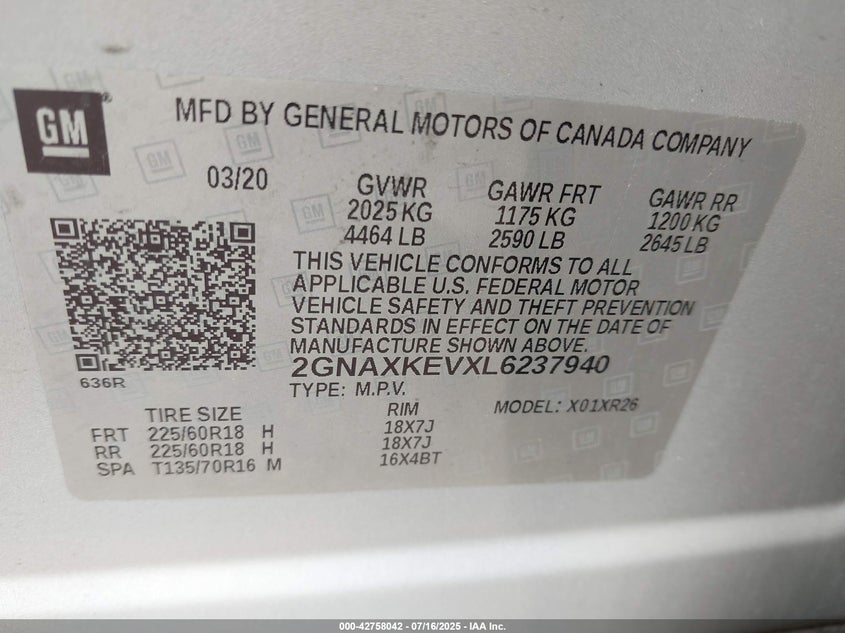 GM
MFD BY GENERAL MOTORS OF CANADA COMPANY
03/20
GVWR GAWR FRT GAWR RR
2025 KG 1175 KG 1200 KG
4464 LB 2590 LB 2645 LB
THIS VEHICLE CONFORMS TO ALL
APPLICABLE U.S. FEDERAL MOTOR
VEHICLE SAFETY AND THEFT PREVENTION
STANDARDS IN EFFECT ON THE DATE OF
MANUFACTURE SHOWN ABOVE.
2GNAXKEVXL6237940
636R
TYPE: M.P.V.
TIRE SIZE RIM MODEL: X01XR26
FRT 225/60R18 H 18X7J
RR 225/60R18 H 18X7J
SPA T135/70R16 M 16X4BT
000-42758042 - 07/16/2025 - IAA Inc.